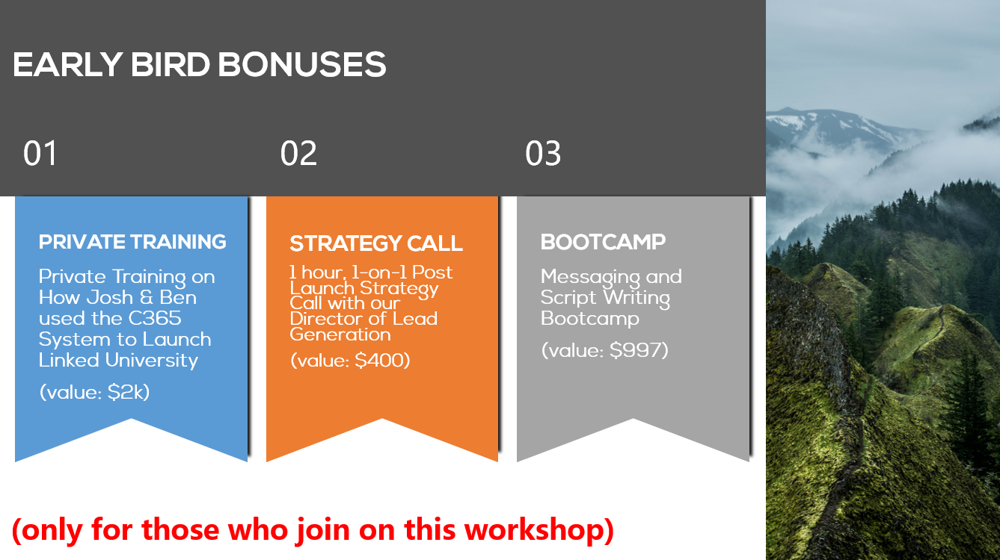 EARLY BIRD BONUSES
01
02
03
PRIVATE TRAINING
Private Training on
How Josh & Ben
used the C365
System to Launch
Linked University
(value: $2k)
STRATEGY CALL
1 hour, 1-on-1 Post
Launch Strategy
Call with our
Director of Lead
Generation
(value: $400)
BOOTCAMP
Messaging and
Script Writing
Bootcamp
(value: $997)
(only for those who join on this workshop)